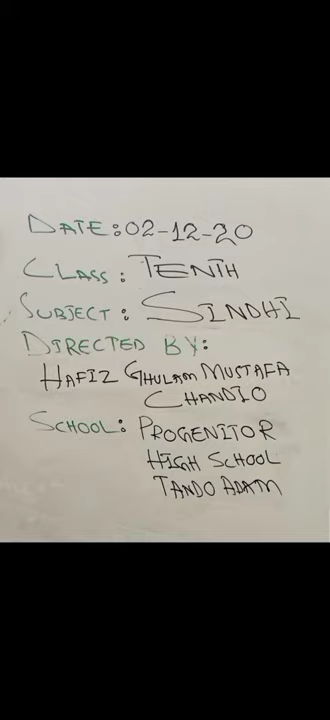 DATE: 02-12-20
CLASS: TENTH
SUBJECT: SINDHI
DIRECTED BY:
HAFIZ GHULAM MUSTAFA
CHANDIO
SCHOOL: PROGENITOR
HIGH SCHOOL
TANDO ADAM